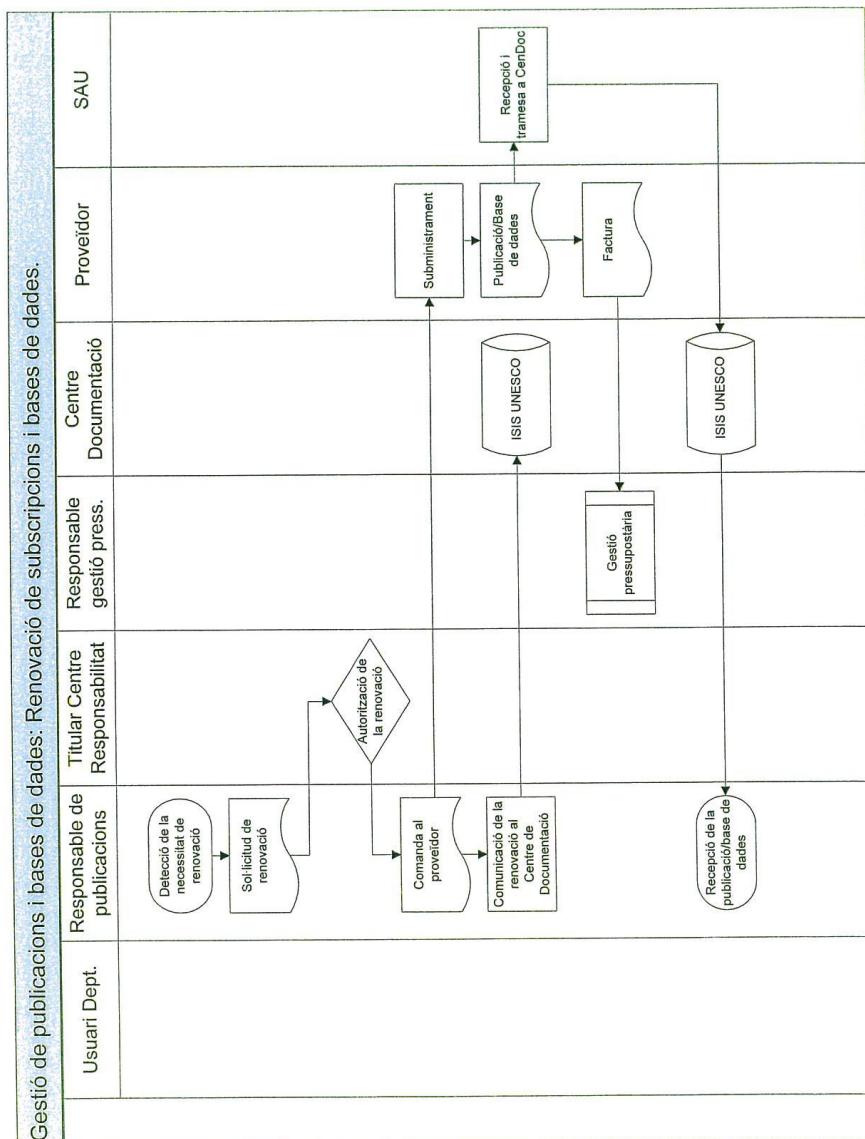 Gestió de publicacions i bases de dades: Renovació de subscripcions i bases de dades.
Usuari Dept.
Responsable de
publicacions
Titular Centre
Responsabilitat
Responsable
gestió press.
Centre
Documentació
Proveïdor
SAU
Detecció de la
necessitat de
renovació
Sol·licitud de
renovació
Autorització de
la renovació
Comanda al
proveïdor
Subministrament
Comunicació de la
renovació al
Centre de
Documentació
ISIS UNESCO
Publicació/Base
de dades
Recepció i
tramesa a CenDoc
Gestió
pressupostària
Factura
Recepció de la
publicació/base de
dades
ISIS UNESCO